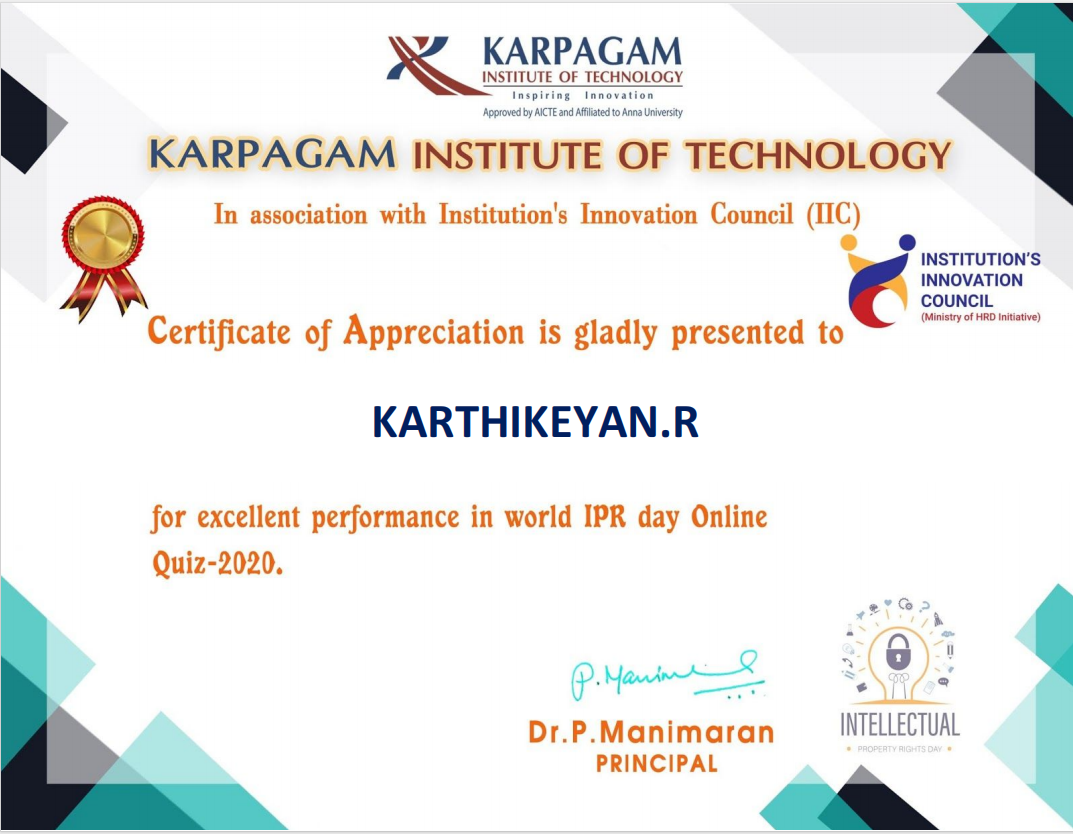 KARPAGAM
INSTITUTE OF TECHNOLOGY
Inspiring Innovation
Approved by AICTE and Affiliated to Anna University
KARPAGAM INSTITUTE OF TECHNOLOGY
In association with Institution's Innovation Council (IIC)
INSTITUTION'S
INNOVATION
COUNCIL
(Ministry of HRD Initiative)
Certificate of Appreciation is gladly presented to
KARTHIKEYAN.R
for excellent performance in world IPR day Online
Quiz-2020.
P. Manimaran
Dr.P.Manimaran
PRINCIPAL
INTELLECTUAL
PROPERTY RIGHTS DAY